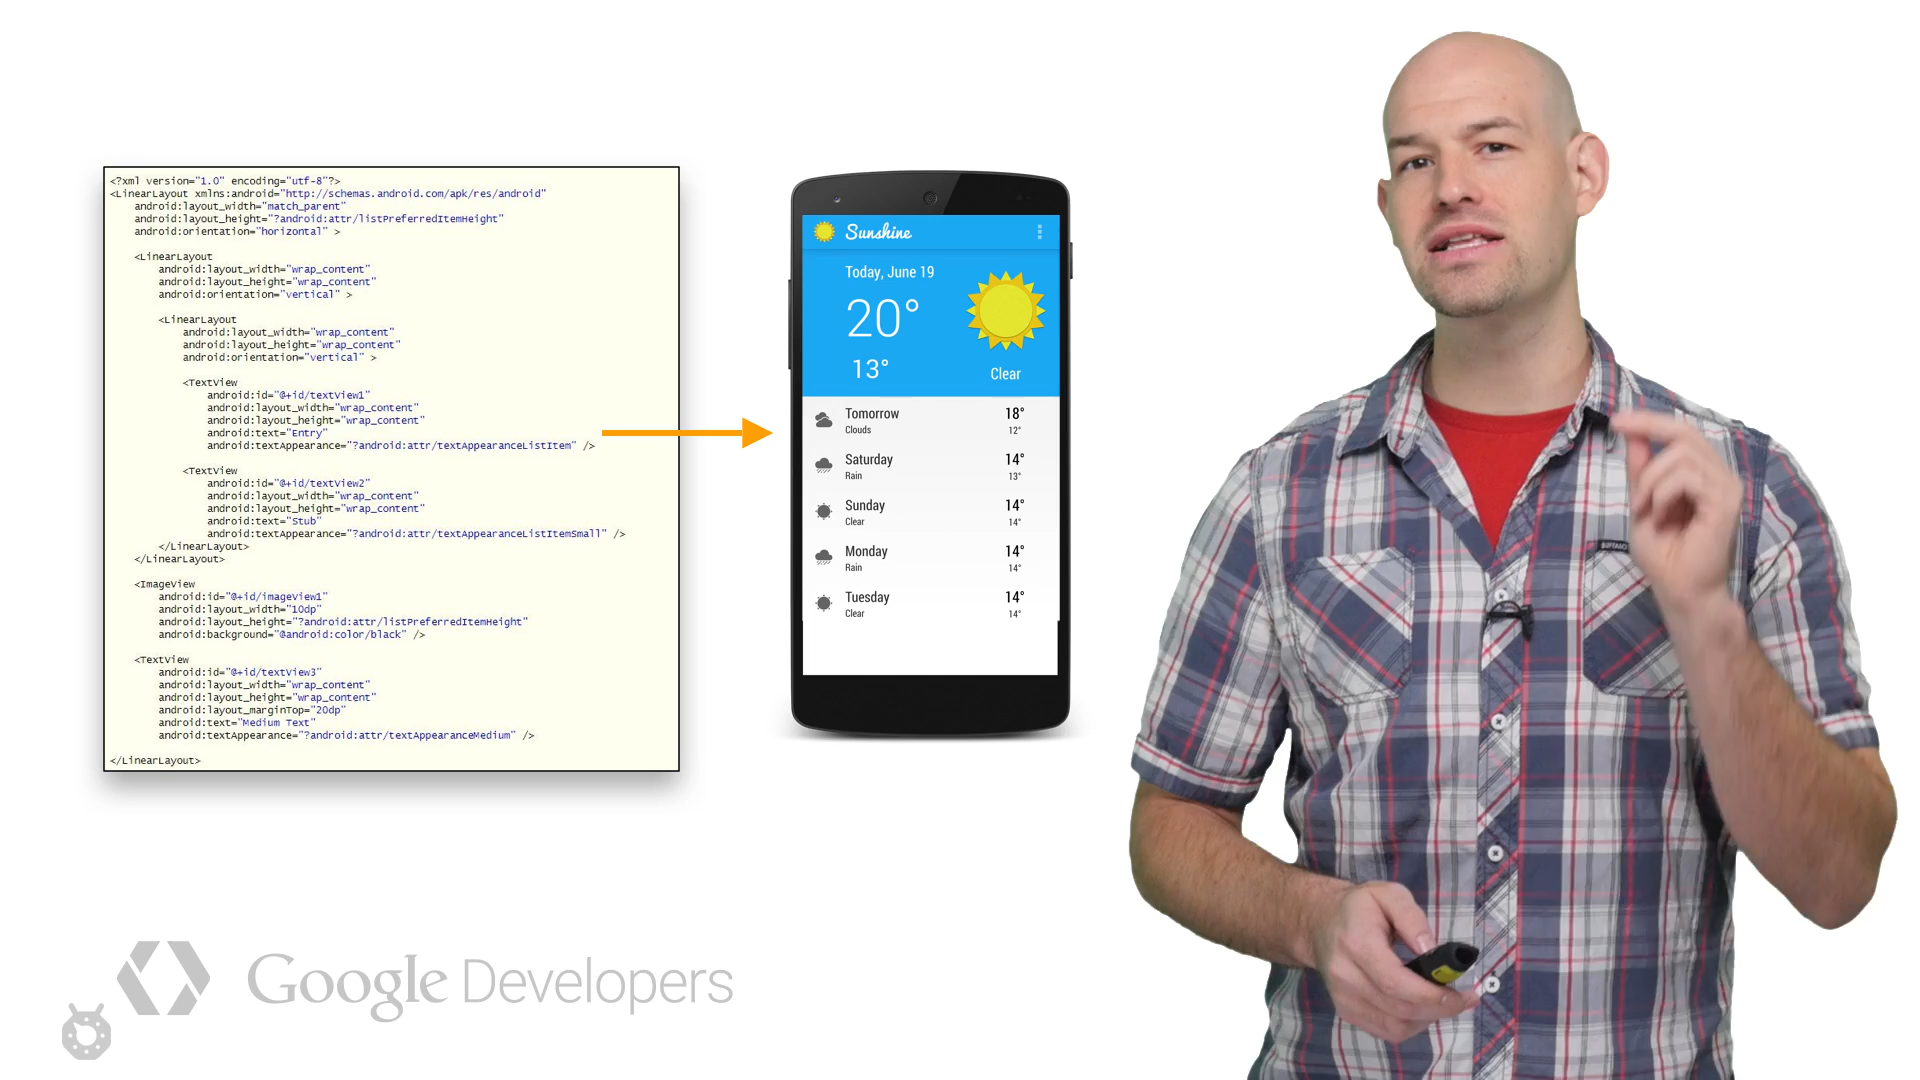 <?xml version="1.0" encoding="utf-8"?>
<LinearLayout xmlns:android="http://schemas.android.com/apk/res/android"
android:layout_width="match_parent"
android:layout_height="?android:attr/listPreferredItemHeight"
android:orientation="horizontal" >
<LinearLayout
android:layout_width="wrap_content"
android:layout_height="wrap_content"
android:orientation="vertical" >
<LinearLayout
android:layout_width="wrap_content"
android:layout_height="wrap_content"
android:orientation="vertical" >
<TextView
android:id="@+id/textView1"
android:layout_width="wrap_content"
android:layout_height="wrap_content"
android:text="Entry"
android:textAppearance="?android:attr/textAppearanceListItem" />
<TextView
android:id="@+id/textView2"
android:layout_width="wrap_content"
android:layout_height="wrap_content"
android:text="Stub"
android:textAppearance="?android:attr/textAppearanceListItemSmall" />
</LinearLayout>
</LinearLayout>
<ImageView
android:id="@+id/imageView1"
android:layout_width="10dp"
android:layout_height="?android:attr/listPreferredItemHeight"
android:background="@android:color/black" />
<TextView
android:id="@+id/textView3"
android:layout_width="wrap_content"
android:layout_height="wrap_content"
android:layout_marginTop="20dp"
android:text="Medium Text"
android:textAppearance="?android:attr/textAppearanceMedium" />
</LinearLayout>
Sunshine
Today, June 19
20°
13°
Clear
Tomorrow 18°
Clouds 12°
Saturday 14°
Rain 13°
Sunday 14°
Clear 14°
Monday 14°
Rain 14°
Tuesday 14°
Clear 14°
BUFFALO
Google Developers